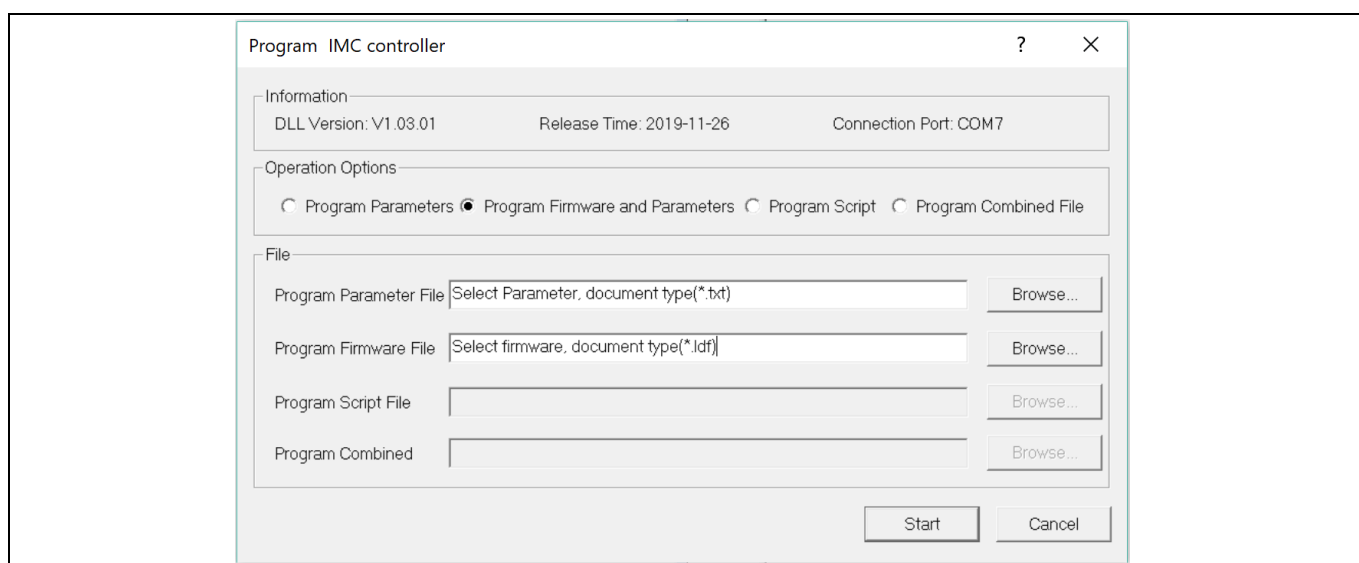 Program IMC controller ?
Information
DLL Version: V1.03.01 Release Time: 2019-11-26 Connection Port: COM7
Operation Options
Program Parameters Program Firmware and Parameters Program Script Program Combined File
File
Program Parameter File Select Parameter, document type(*.txt) Browse...
Program Firmware File Select firmware, document type(*.ldf) Browse...
Program Script File Browse...
Program Combined Browse...
Start Cancel